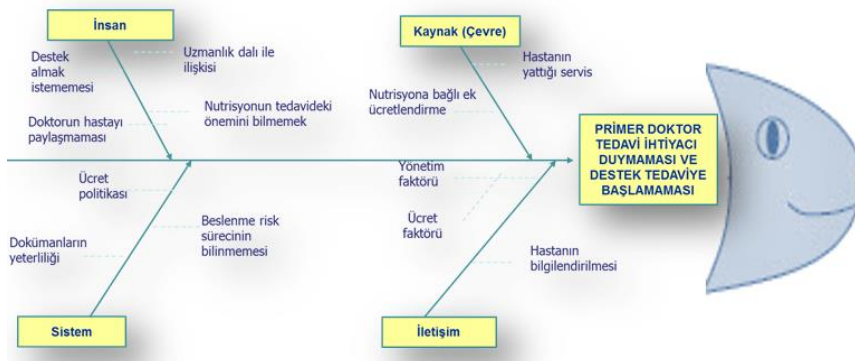 İnsan
Kaynak (Çevre)
Destek
almak
istememesi
Uzmanlık dalı ile
ilişkisi
Doktorun hastayı
paylaşmaması
Nutrisyonun tedavideki
önemini bilmemek
Hastanın
yattığı servis
Nutrisyona bağlı ek
ücretlendirme
PRİMER DOKTOR
TEDAVİ İHTİYACI
DUYMAMASI VE
DESTEK TEDAVİYE
BAŞLAMAMASI
Ücret
politikası
Dokümanların
yeterliliği
Beslenme risk
sürecinin
bilinmemesi
Yönetim
faktörü
Ücret
faktörü
Hastanın
bilgilendirilmesi
Sistem
İletişim